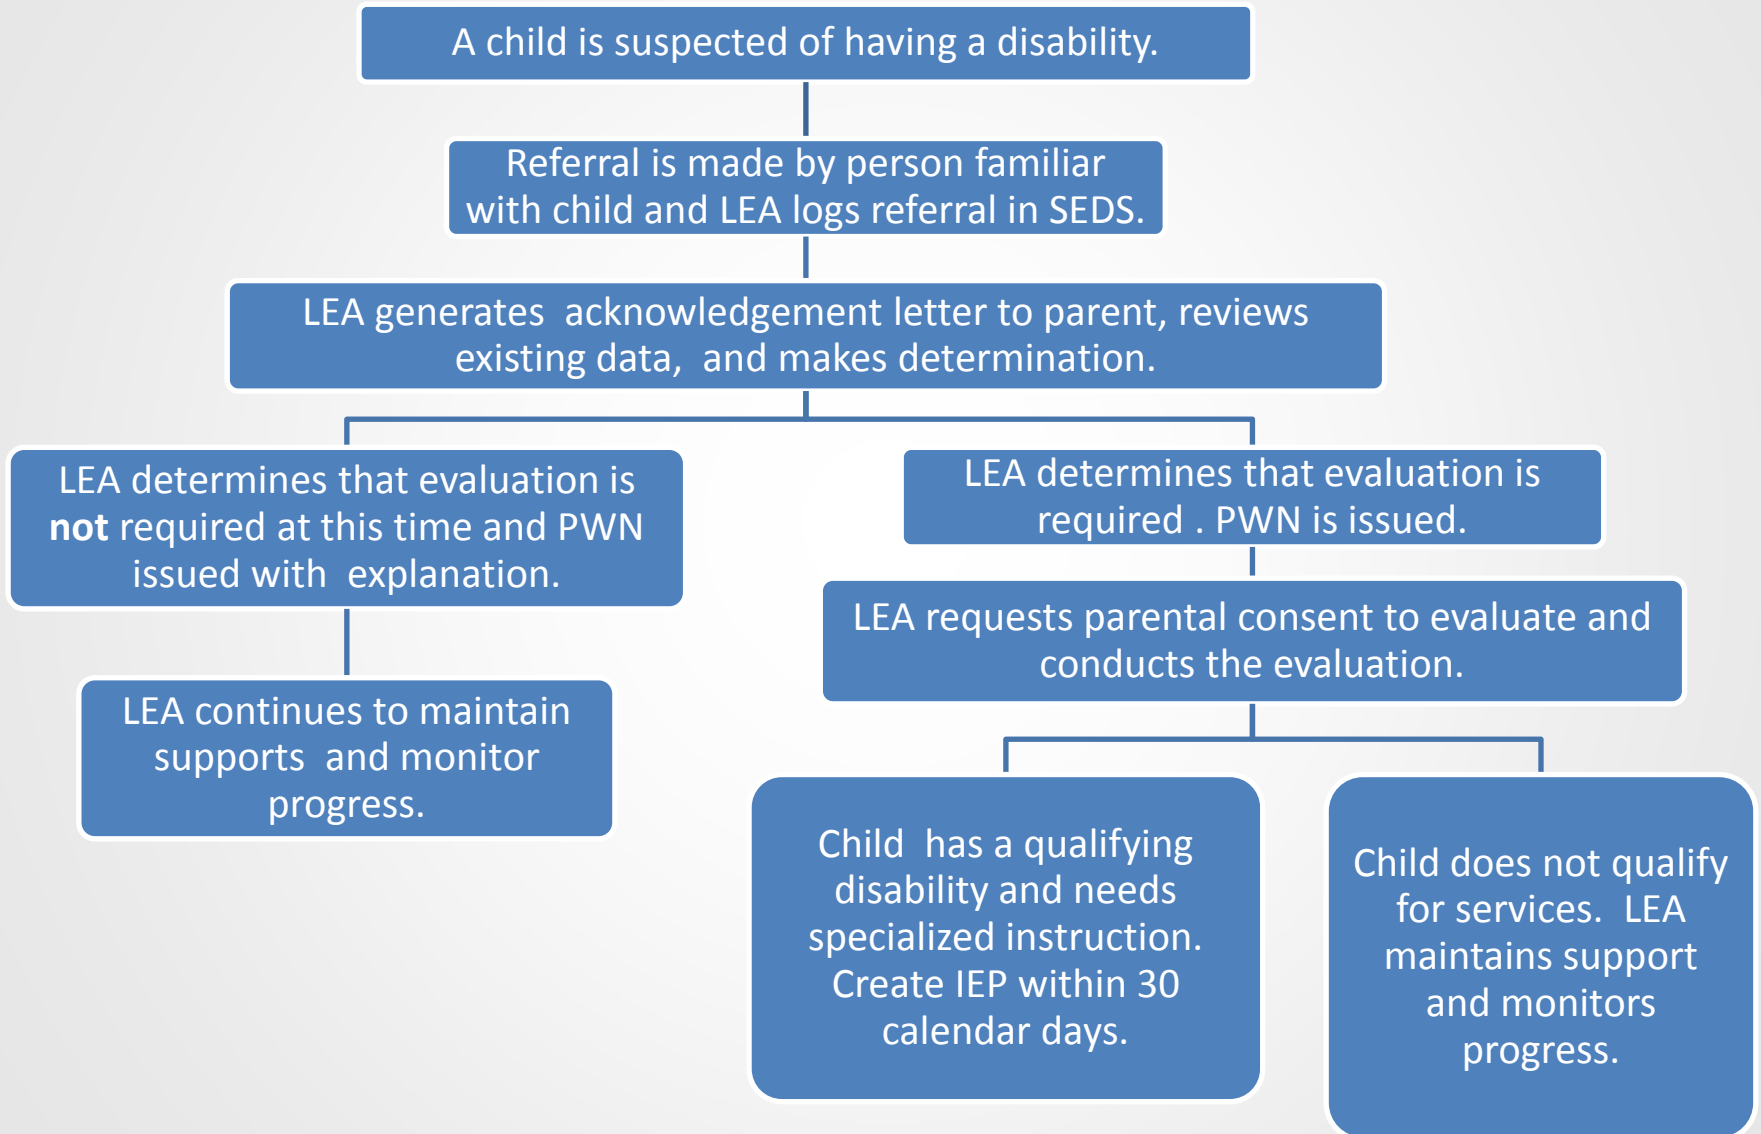 A child is suspected of having a disability.
Referral is made by person familiar
with child and LEA logs referral in SEDS.
LEA generates  acknowledgement letter to parent, reviews
existing data,  and makes determination.
LEA determines that evaluation is
not required at this time and PWN
issued with  explanation.
LEA continues to maintain
supports  and monitor
progress.
LEA determines that evaluation is
required . PWN is issued.
LEA requests parental consent to evaluate and
conducts the evaluation.
Child  has a qualifying
disability and needs
specialized instruction.
Create IEP within 30
calendar days.
Child does not qualify
for services.  LEA
maintains support
and monitors
progress.